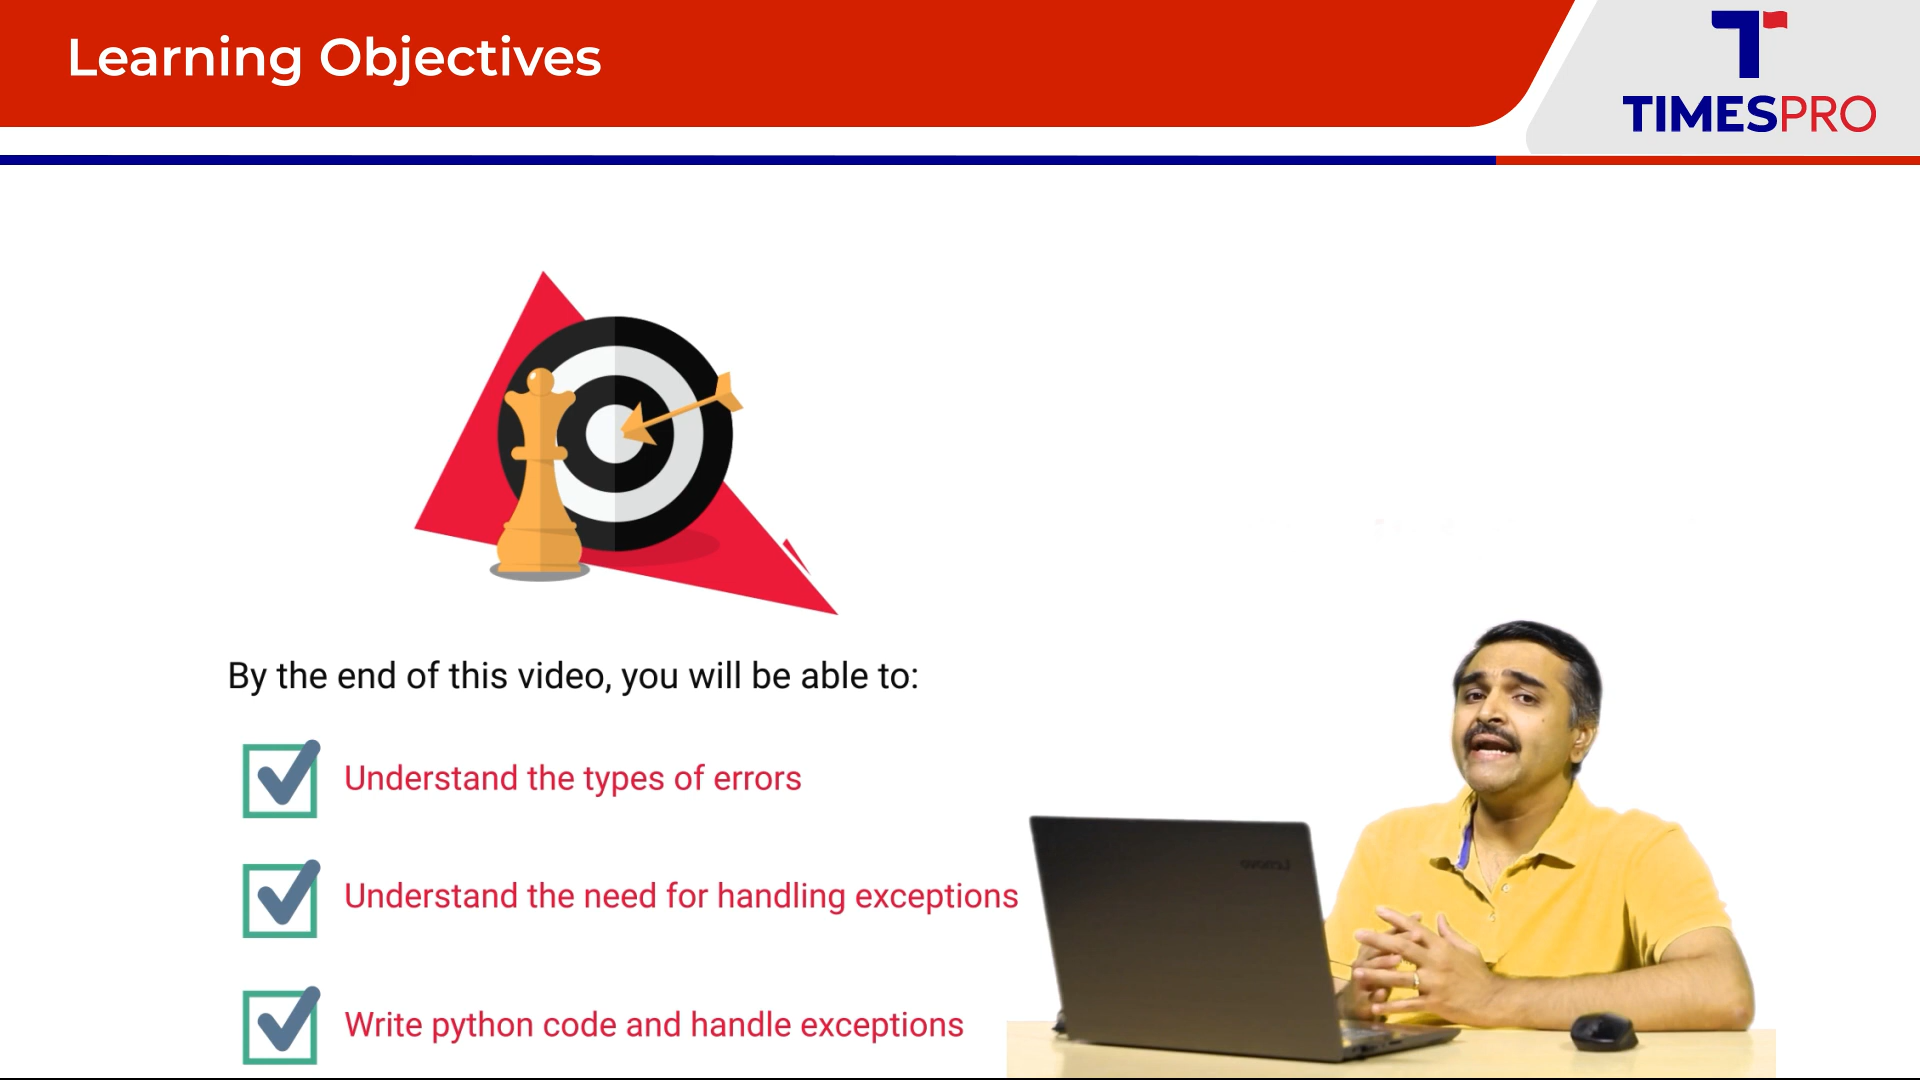 Learning Objectives
TIMESPRO
By the end of this video, you will be able to:
Understand the types of errors
Understand the need for handling exceptions
Write python code and handle exceptions
Lenovo